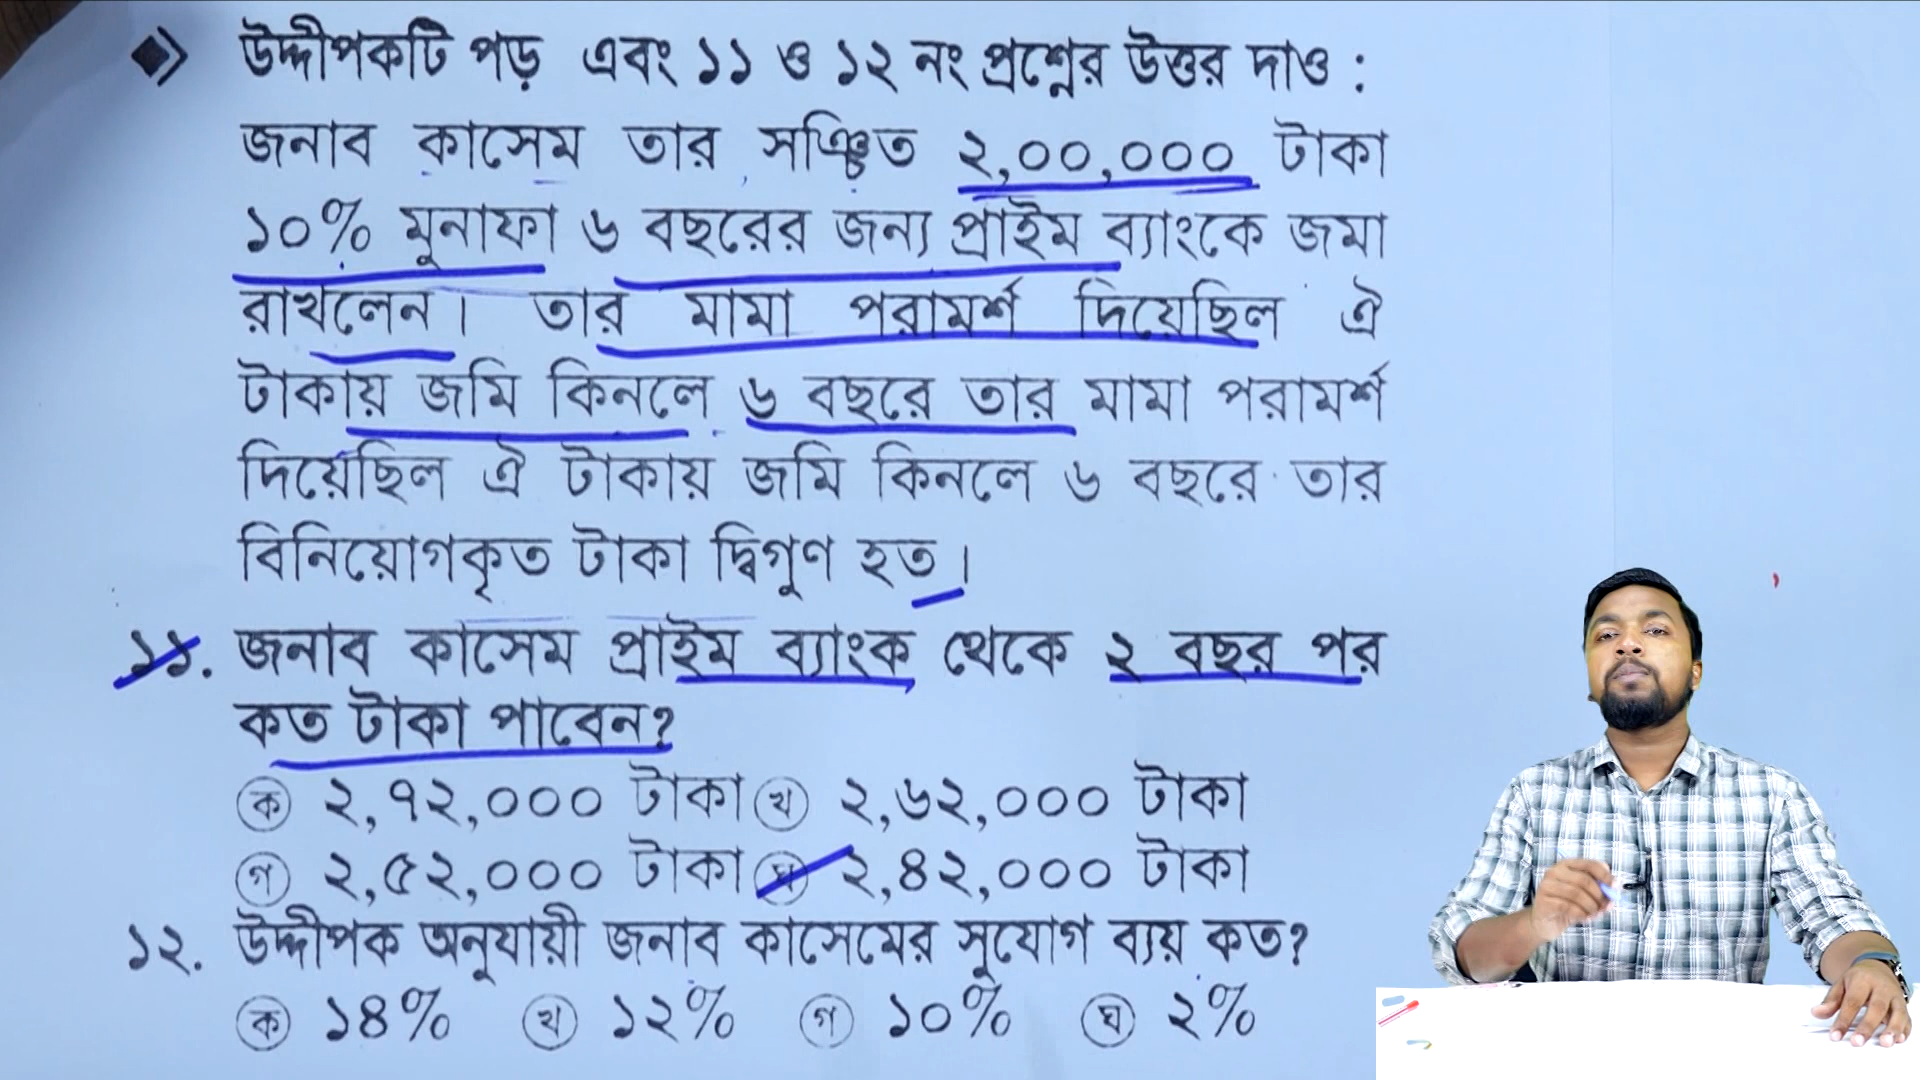 উদ্দীপকটি পড় এবং ১১ ও ১২ নং প্রশ্নের উত্তর দাও :
জনাব কাসেম তার সঞ্চিত ২,০০,০০০ টাকা
১০% মুনাফা ৬ বছরের জন্য প্রাইম ব্যাংকে জমা
রাখলেন। তার মামা পরামর্শ দিয়েছিল ঐ
টাকায় জমি কিনলে ৬ বছরে তার মামা পরামর্শ
দিয়েছিল ঐ টাকায় জমি কিনলে ৬ বছরে তার
বিনিয়োগকৃত টাকা দ্বিগুণ হত।
১১. জনাব কাসেম প্রাইম ব্যাংক থেকে ২ বছর পর
কত টাকা পাবেন?
ক ২,৭২,০০০ টাকা খ ২,৬২,০০০ টাকা
গ ২,৫২,০০০ টাকা ঘ ২,৪২,০০০ টাকা
১২. উদ্দীপক অনুযায়ী জনাব কাসেমের সুযোগ ব্যয় কত?
ক ১৪% খ ১২% গ ১০% ঘ ২%